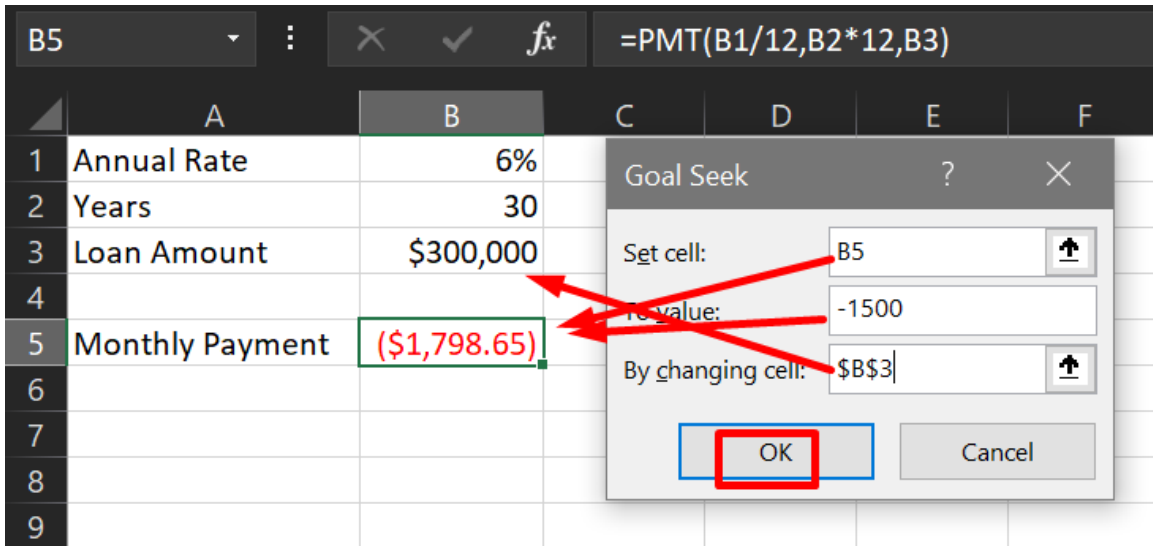 B5 fx =PMT(B1/12,B2*12,B3)
A B C D E F
1 Annual Rate 6%
2 Years 30
3 Loan Amount $300,000
4
5 Monthly Payment ($1,798.65)
6
7
8
9
Goal Seek ? ×
Set cell: B5
To value: -1500
By changing cell: $B$3
OK Cancel